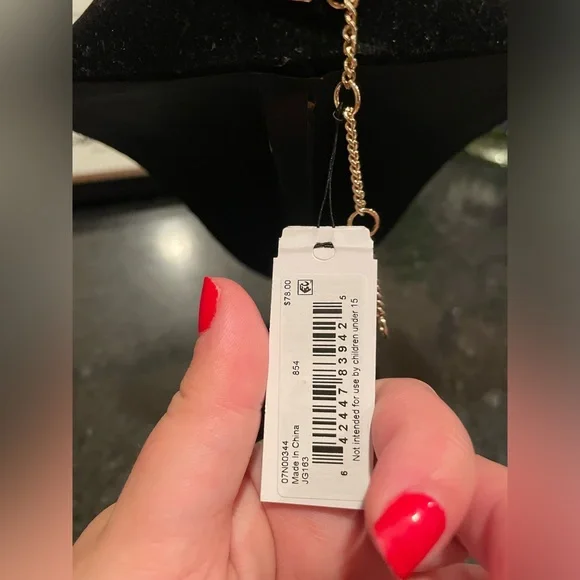 $78.00
854
07N00344
Made In China
JG163
6 42447 83942 5
Not intended for use by children under 15